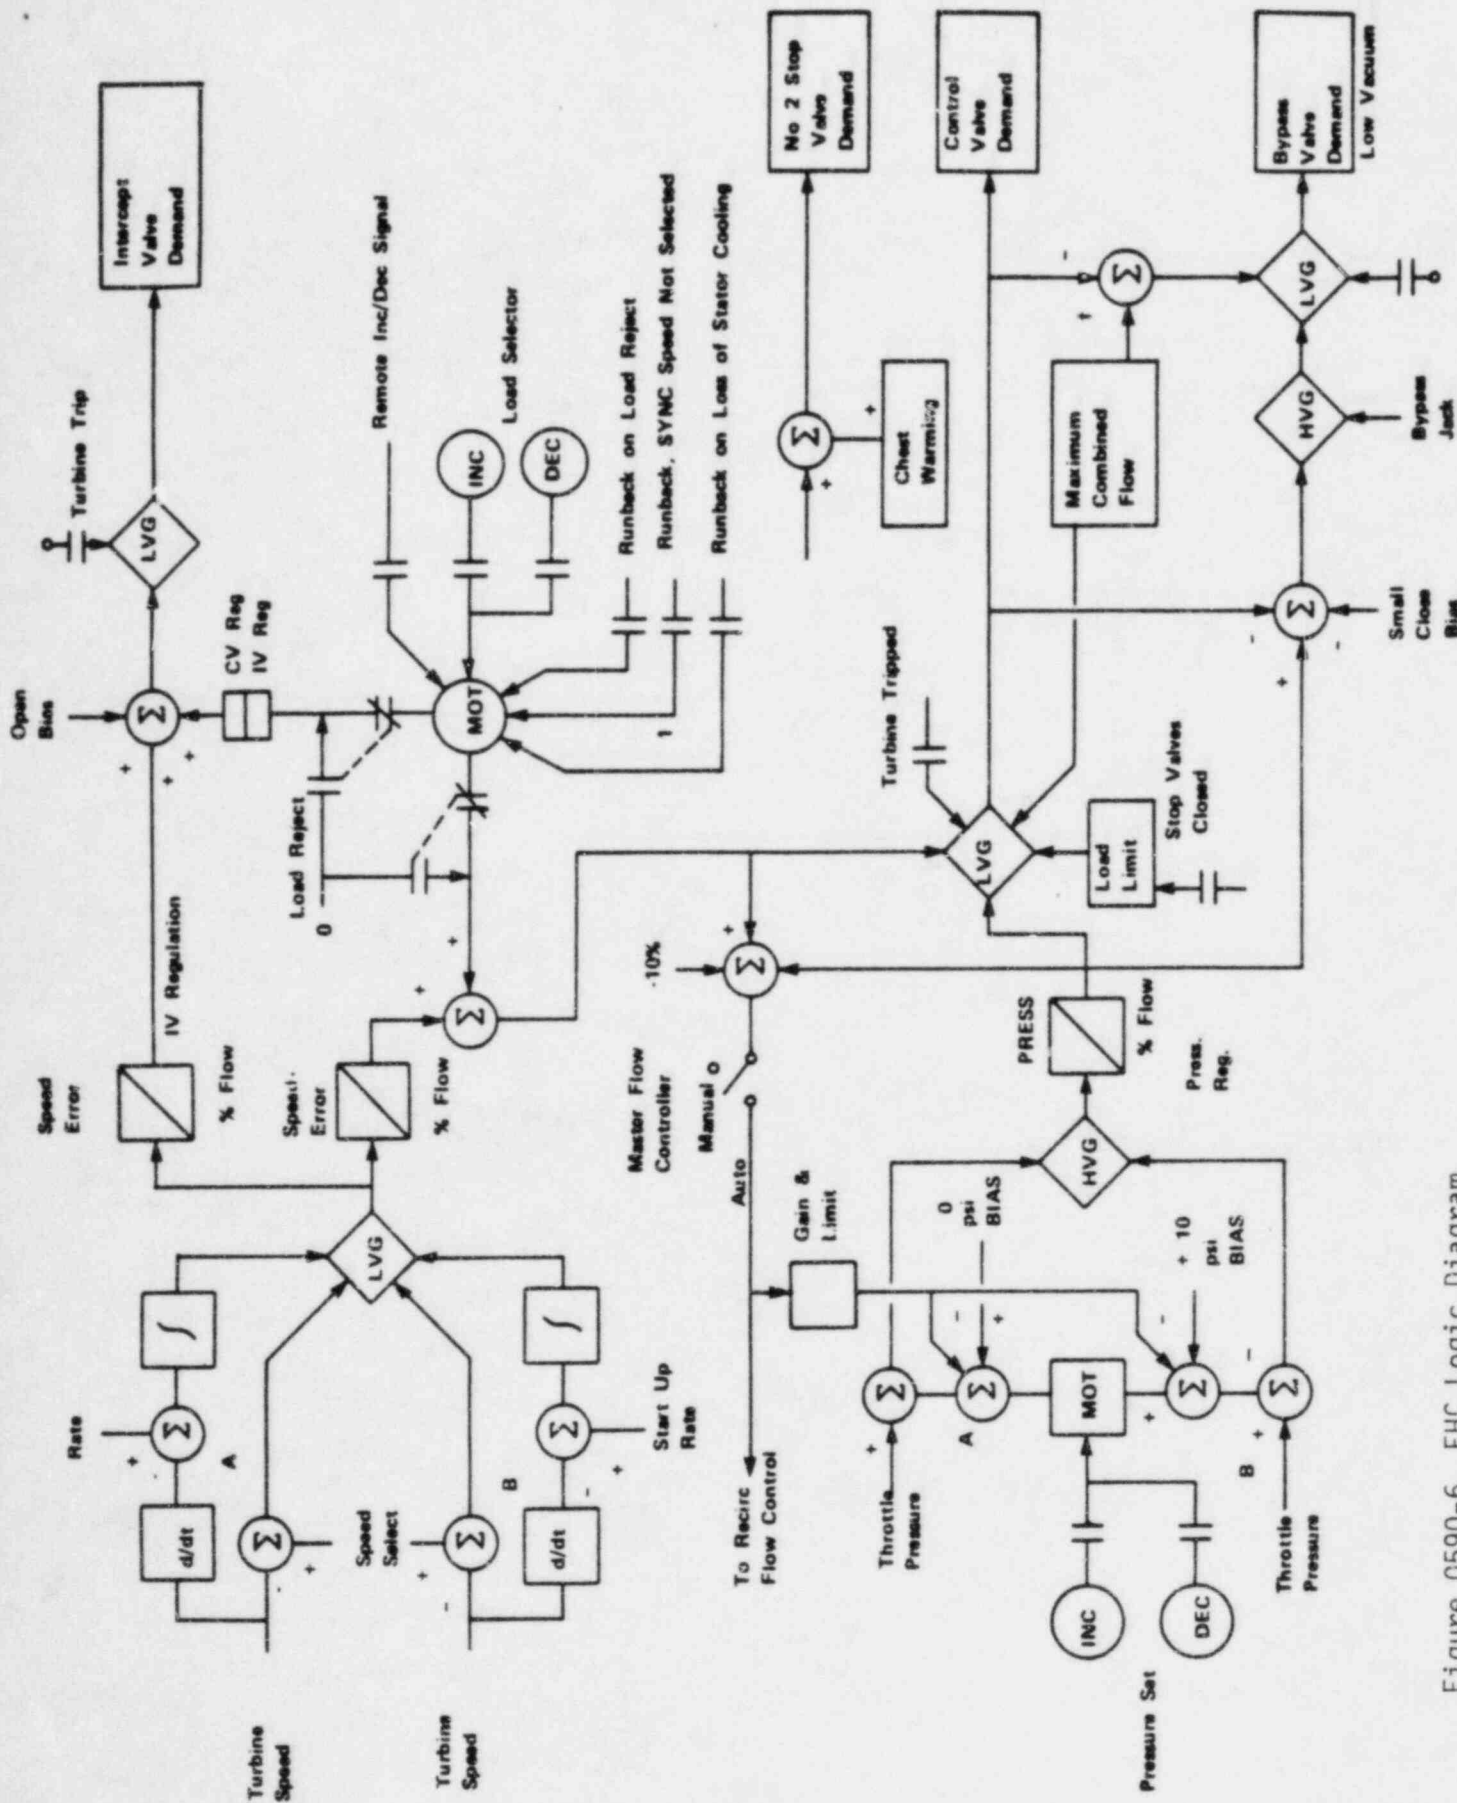 Open
Bias
Turbine Trip
Intercept
Valve
Demand
LVG
Σ
CV Reg
IV Reg
IV Regulation
Speed
Error
% Flow
Load Reject
0
Remote Inc/Dec Signal
INC
DEC
Load Selector
MOT
Runback on Load Reject
1
Runback, SYNC Speed Not Selected
Runback on Loss of Stator Cooling
Error
% Flow
Σ
Rate
Σ
∫
d/dt
A
Σ
LVG
Turbine
Speed
Speed
Select
Σ
B
Turbine
Speed
d/dt
Σ
∫
Start Up
Rate
No 2 Stop
Valve
Demand
Σ
Chest
Warming
Control
Valve
Demand
Turbine Tripped
LVG
Load
Limit
Stop Valves
Closed
Maximum
Combined
Flow
Σ
Bypass
Valve
Demand
Low Vacuum
LVG
HVG
Bypass
Jack
Σ
Small
Close
Bias
10%
Σ
Master Flow
Controller
Manual
Auto
To Recirc
Flow Control
Gain &
Limit
0
psi
BIAS
+ 10
psi
BIAS
PRESS
% Flow
Press.
Reg.
HVG
Throttle
Pressure
Σ
Σ
A
MOT
Σ
Σ
B
Throttle
Pressure
INC
DEC
Pressure Set
Figure 0590-6 EHC Logic Diagram